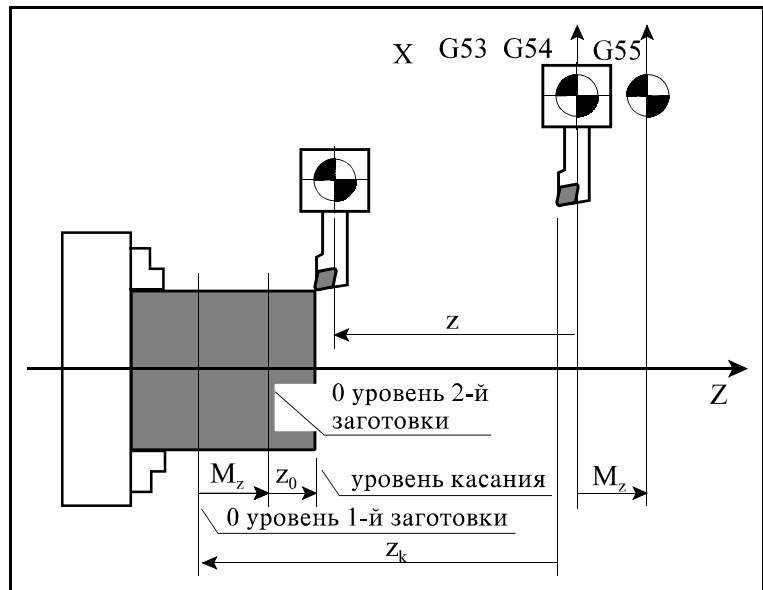 X G53 G54 G55
z
Z
0 уровень 2-й
заготовки
M_z z_0 уровень касания M_z
0 уровень 1-й заготовки
z_k